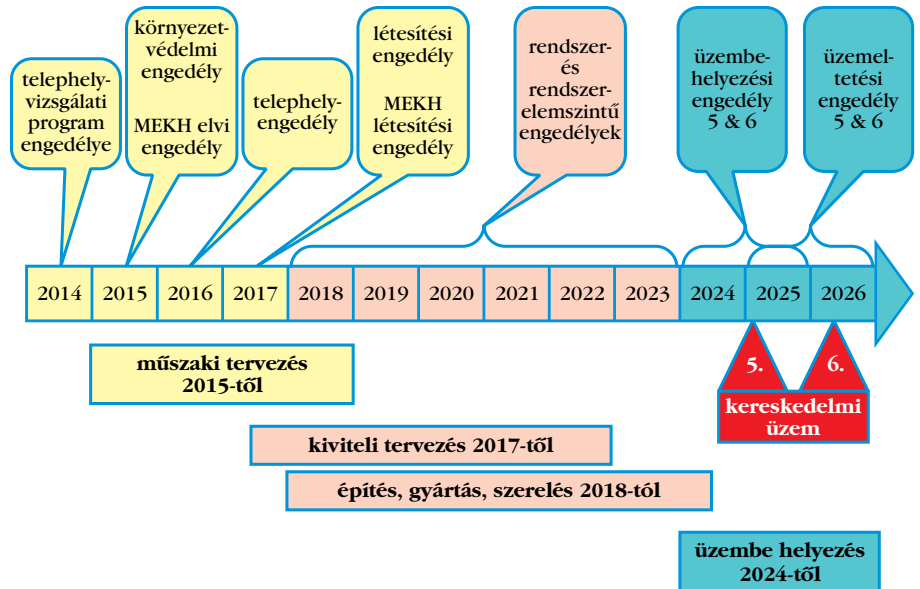 telephely-
vizsgálati
program
engedélye
környezet-
védelmi
engedély
MEKH elvi
engedély
telephely-
engedély
létesítési
engedély
MEKH
létesítési
engedély
rendszer-
és
rendszer-
elemszintű
engedélyek
üzembe-
helyezési
engedély
5 & 6
üzemel-
tetési
engedély
5 & 6
2014 2015 2016 2017 2018 2019 2020 2021 2022 2023 2024 2025 2026
5. 6.
kereskedelmi
üzem
műszaki tervezés
2015-től
kiviteli tervezés 2017-től
építés, gyártás, szerelés 2018-tól
üzembe helyezés
2024-től